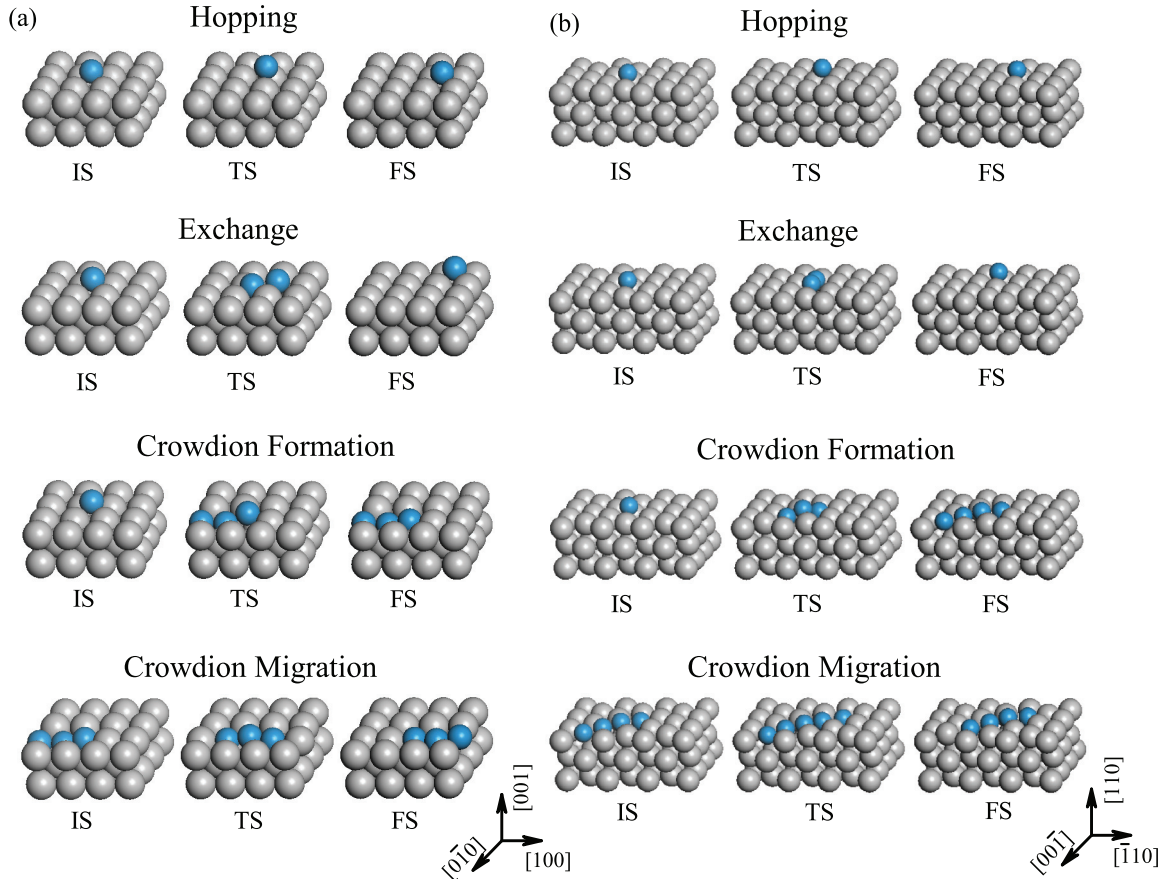 (a)
Hopping
IS
TS
FS
Exchange
IS
TS
FS
Crowdion Formation
IS
TS
FS
Crowdion Migration
IS
TS
FS
[001]
[01̅0]
[100]
(b)
Hopping
IS
TS
FS
Exchange
IS
TS
FS
Crowdion Formation
IS
TS
FS
Crowdion Migration
IS
TS
FS
[110]
[001̅]
[1̅10]